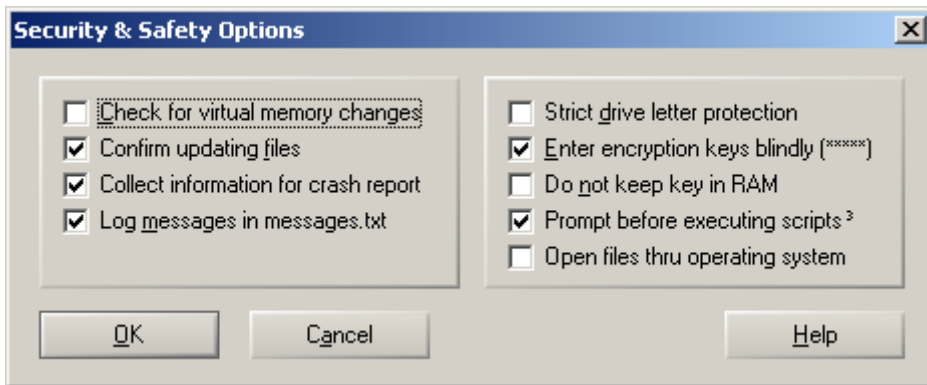 Security & Safety Options
Check for virtual memory changes
Confirm updating files
Collect information for crash report
Log messages in messages.txt
Strict drive letter protection
Enter encryption keys blindly (*****)
Do not keep key in RAM
Prompt before executing scripts ³
Open files thru operating system
OK
Cancel
Help